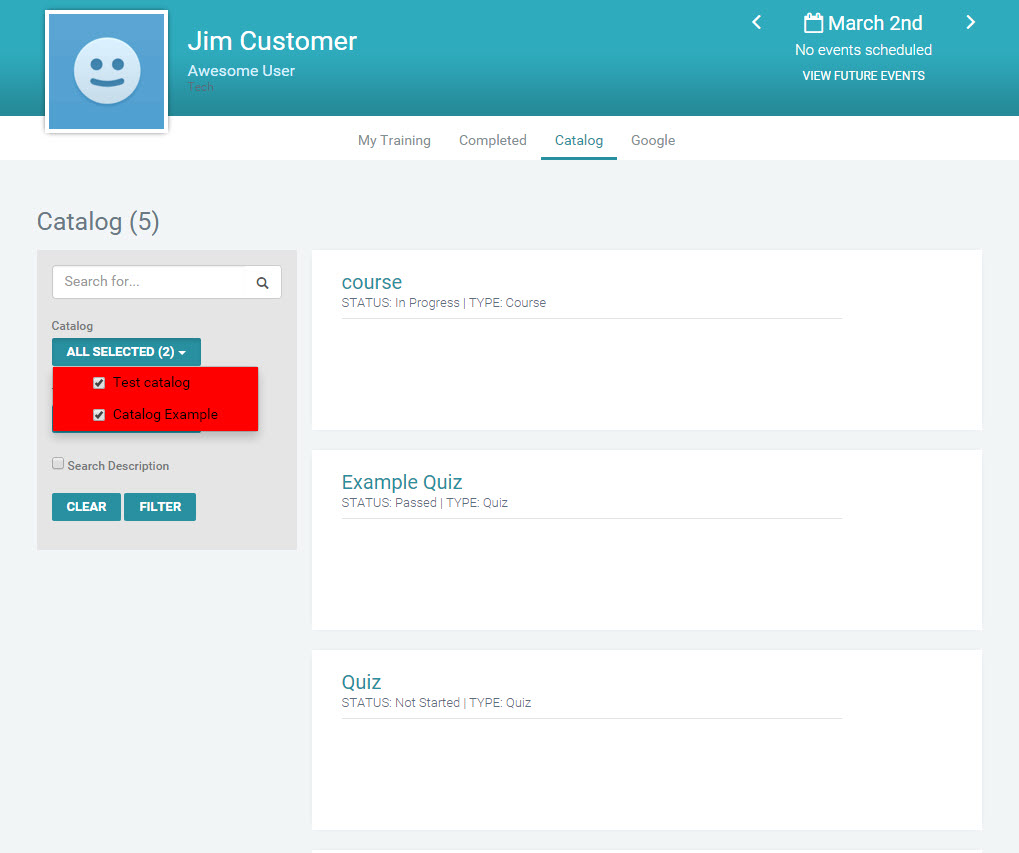 Jim Customer
Awesome User
Tech
March 2nd
No events scheduled
VIEW FUTURE EVENTS
My Training
Completed
Catalog
Google
Catalog (5)
Search for...
Catalog
ALL SELECTED (2)
Test catalog
Catalog Example
Search Description
CLEAR
FILTER
course
STATUS: In Progress | TYPE: Course
Example Quiz
STATUS: Passed | TYPE: Quiz
Quiz
STATUS: Not Started | TYPE: Quiz